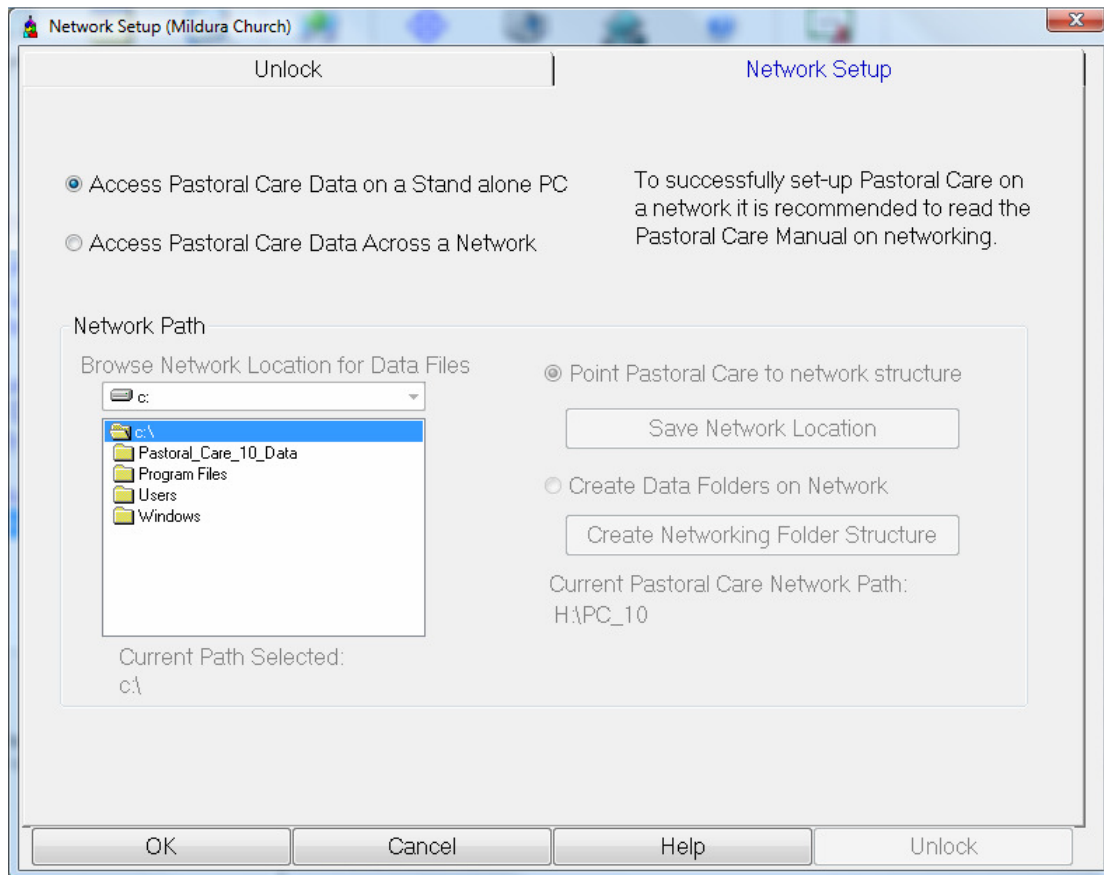 Network Setup (Mildura Church)
Unlock
Network Setup
Access Pastoral Care Data on a Stand alone PC
Access Pastoral Care Data Across a Network
To successfully set-up Pastoral Care on
a network it is recommended to read the
Pastoral Care Manual on networking.
Network Path
Browse Network Location for Data Files
c:
c:\
Pastoral_Care_10_Data
Program Files
Users
Windows
Current Path Selected:
c:\
Point Pastoral Care to network structure
Save Network Location
Create Data Folders on Network
Create Networking Folder Structure
Current Pastoral Care Network Path:
H:\PC_10
OK
Cancel
Help
Unlock